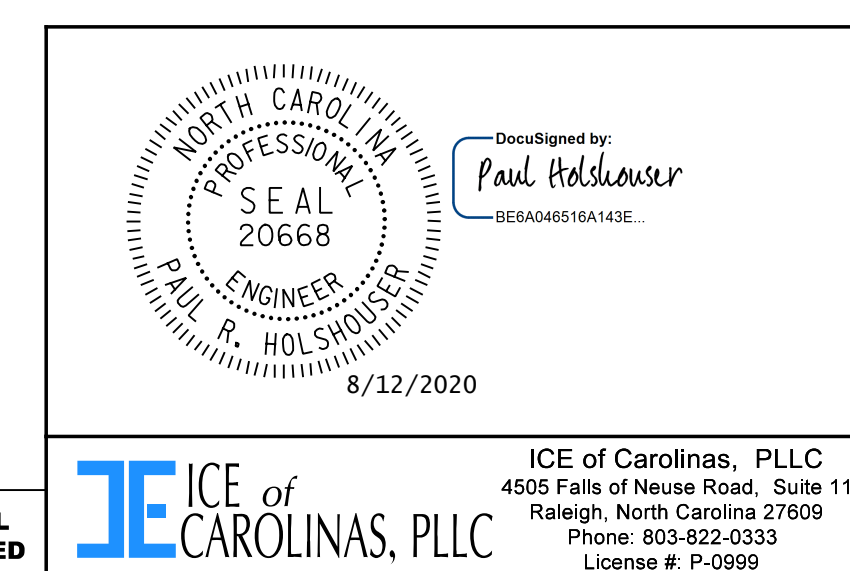 NORTH CAROLINA
PROFESSIONAL
SEAL
20668
ENGINEER
PAUL R. HOLSHOUSER
8/12/2020
DocuSigned by:
Paul Holshouser
BE6A046516A143E...
ICE of
CAROLINAS, PLLC
ICE of Carolinas, PLLC
4505 Falls of Neuse Road, Suite 11
Raleigh, North Carolina 27609
Phone: 803-822-0333
License #: P-0999
L
ED